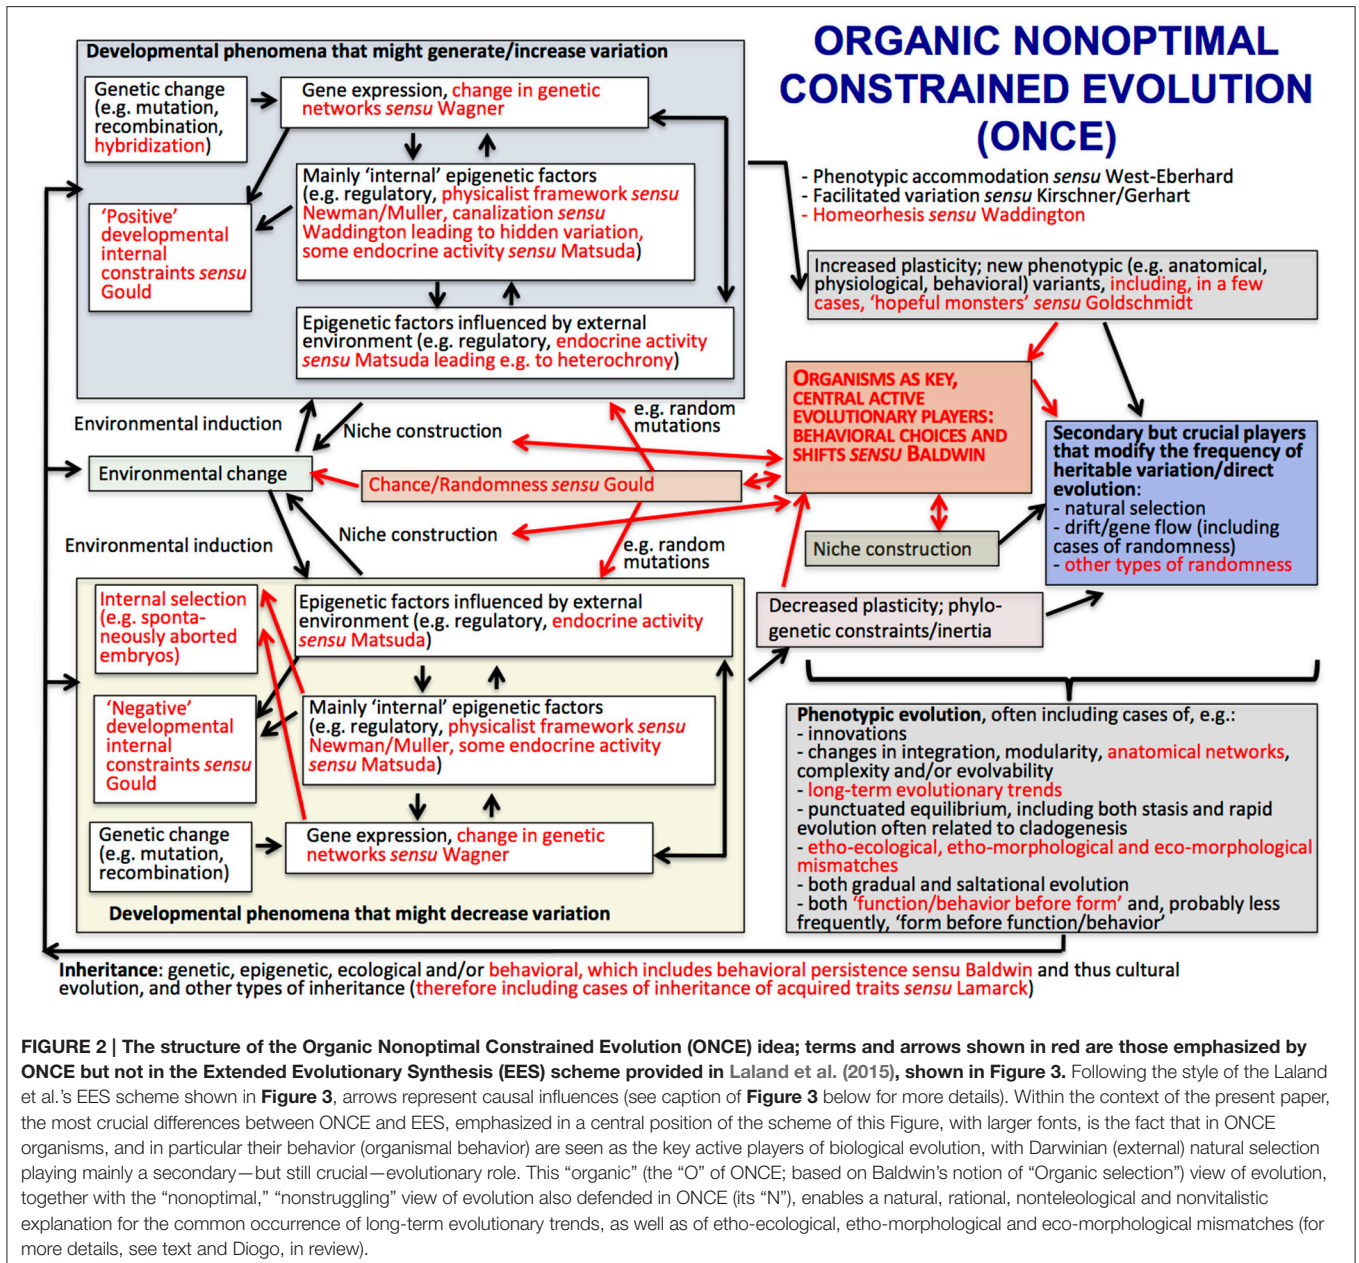 ORGANIC NONOPTIMAL
CONSTRAINED EVOLUTION
(ONCE)
- Phenotypic accommodation sensu West-Eberhard
- Facilitated variation sensu Kirschner/Gerhart
- Homeorhesis sensu Waddington
Developmental phenomena that might generate/increase variation
Genetic change
(e.g. mutation,
recombination,
hybridization)
Gene expression, change in genetic
networks sensu Wagner
Mainly ‘internal’ epigenetic factors
(e.g. regulatory, physicalist framework sensu
Newman/Muller, canalization sensu
Waddington leading to hidden variation,
some endocrine activity sensu Matsuda)
‘Positive’
developmental
internal
constraints sensu
Gould
Epigenetic factors influenced by external
environment (e.g. regulatory, endocrine activity
sensu Matsuda leading e.g. to heterochrony)
Increased plasticity; new phenotypic (e.g. anatomical,
physiological, behavioral) variants, including, in a few
cases, ‘hopeful monsters’ sensu Goldschmidt
ORGANISMS AS KEY,
CENTRAL ACTIVE
EVOLUTIONARY PLAYERS:
BEHAVIORAL CHOICES AND
SHIFTS SENSU BALDWIN
Secondary but crucial players
that modify the frequency of
heritable variation/direct
evolution:
- natural selection
- drift/gene flow (including
cases of randomness)
- other types of randomness
Environmental induction
Niche construction
e.g. random
mutations
Environmental change
Chance/Randomness sensu Gould
Environmental induction
Niche construction
e.g. random
mutations
Niche construction
Decreased plasticity; phylo-
genetic constraints/inertia
Internal selection
(e.g. sponta-
neously aborted
embryos)
Epigenetic factors influenced by external
environment (e.g. regulatory, endocrine activity
sensu Matsuda)
‘Negative’
developmental
internal
constraints sensu
Gould
Mainly ‘internal’ epigenetic factors
(e.g. regulatory, physicalist framework sensu
Newman/Muller, some endocrine activity
sensu Matsuda)
Genetic change
(e.g. mutation,
recombination)
Gene expression, change in genetic
networks sensu Wagner
Developmental phenomena that might decrease variation
Phenotypic evolution, often including cases of, e.g.:
- innovations
- changes in integration, modularity, anatomical networks,
complexity and/or evolvability
- long-term evolutionary trends
- punctuated equilibrium, including both stasis and rapid
evolution often related to cladogenesis
- etho-ecological, etho-morphological and eco-morphological
mismatches
- both gradual and saltational evolution
- both ‘function/behavior before form’ and, probably less
frequently, ‘form before function/behavior’
Inheritance: genetic, epigenetic, ecological and/or behavioral, which includes behavioral persistence sensu Baldwin and thus cultural
evolution, and other types of inheritance (therefore including cases of inheritance of acquired traits sensu Lamarck)
FIGURE 2 | The structure of the Organic Nonoptimal Constrained Evolution (ONCE) idea; terms and arrows shown in red are those emphasized by
ONCE but not in the Extended Evolutionary Synthesis (EES) scheme provided in Laland et al. (2015), shown in Figure 3. Following the style of the Laland
et al.’s EES scheme shown in Figure 3, arrows represent causal influences (see caption of Figure 3 below for more details). Within the context of the present paper,
the most crucial differences between ONCE and EES, emphasized in a central position of the scheme of this Figure, with larger fonts, is the fact that in ONCE
organisms, and in particular their behavior (organismal behavior) are seen as the key active players of biological evolution, with Darwinian (external) natural selection
playing mainly a secondary—but still crucial—evolutionary role. This “organic” (the “O” of ONCE; based on Baldwin’s notion of “Organic selection”) view of evolution,
together with the “nonoptimal,” “nonstruggling” view of evolution also defended in ONCE (its “N”), enables a natural, rational, nonteleological and nonvitalistic
explanation for the common occurrence of long-term evolutionary trends, as well as of etho-ecological, etho-morphological and eco-morphological mismatches (for
more details, see text and Diogo, in review).